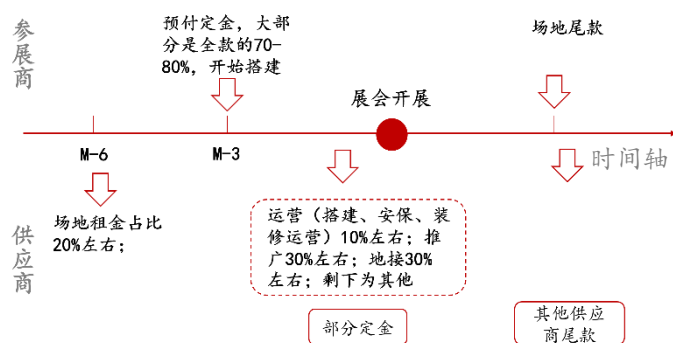 参展商
预付定金，大部
分是全款的70-
80%，开始搭建
场地尾款
展会开展
M-6
M-3
时间轴
供应商
场地租金占比
20%左右；
运营（搭建、安保、装
修运营）10%左右；推
广30%左右；地接30%
左右；剩下为其他
部分定金
其他供应
商尾款